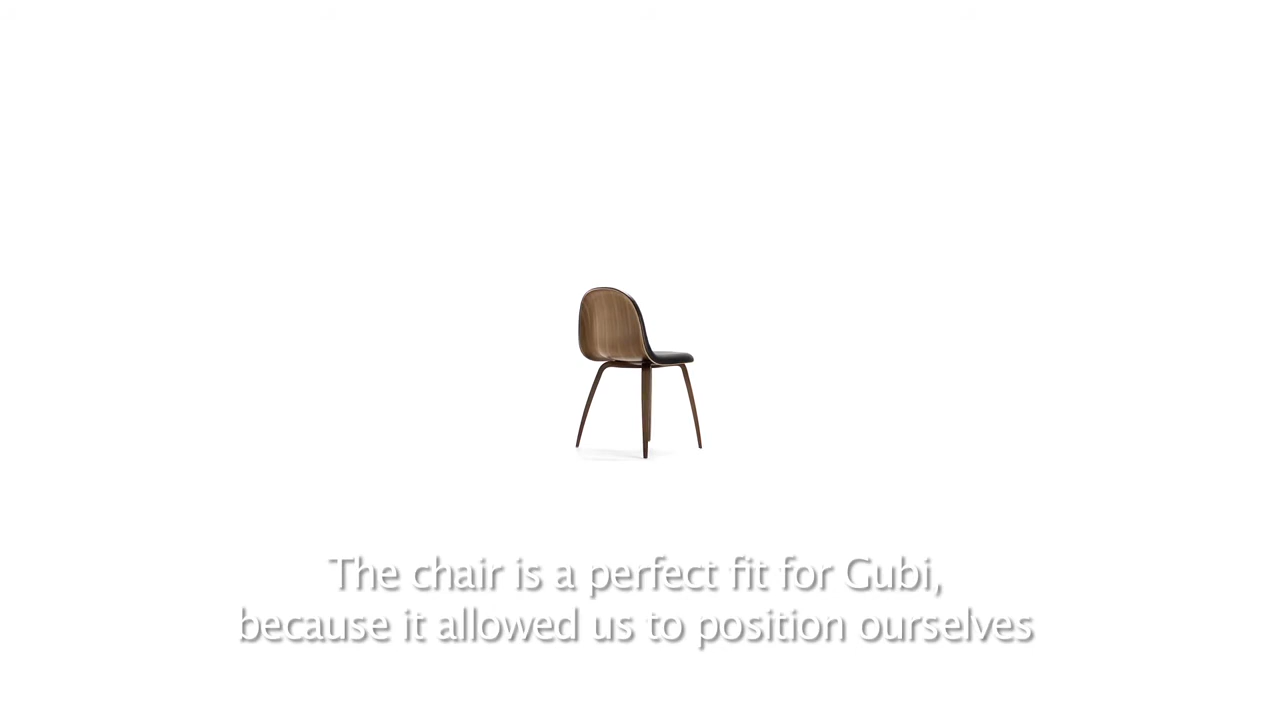 The chair is a perfect fit for Gubi,
because it allowed us to position ourselves